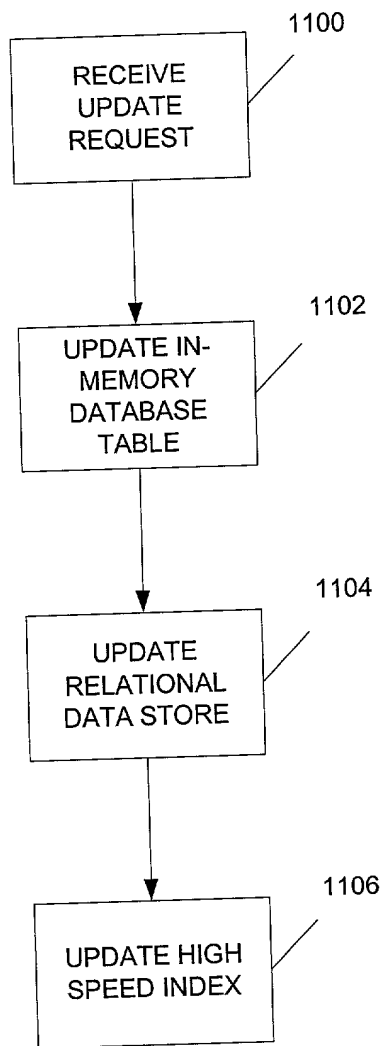 1100
RECEIVE
UPDATE
REQUEST
1102
UPDATE IN-
MEMORY
DATABASE
TABLE
1104
UPDATE
RELATIONAL
DATA STORE
1106
UPDATE HIGH
SPEED INDEX